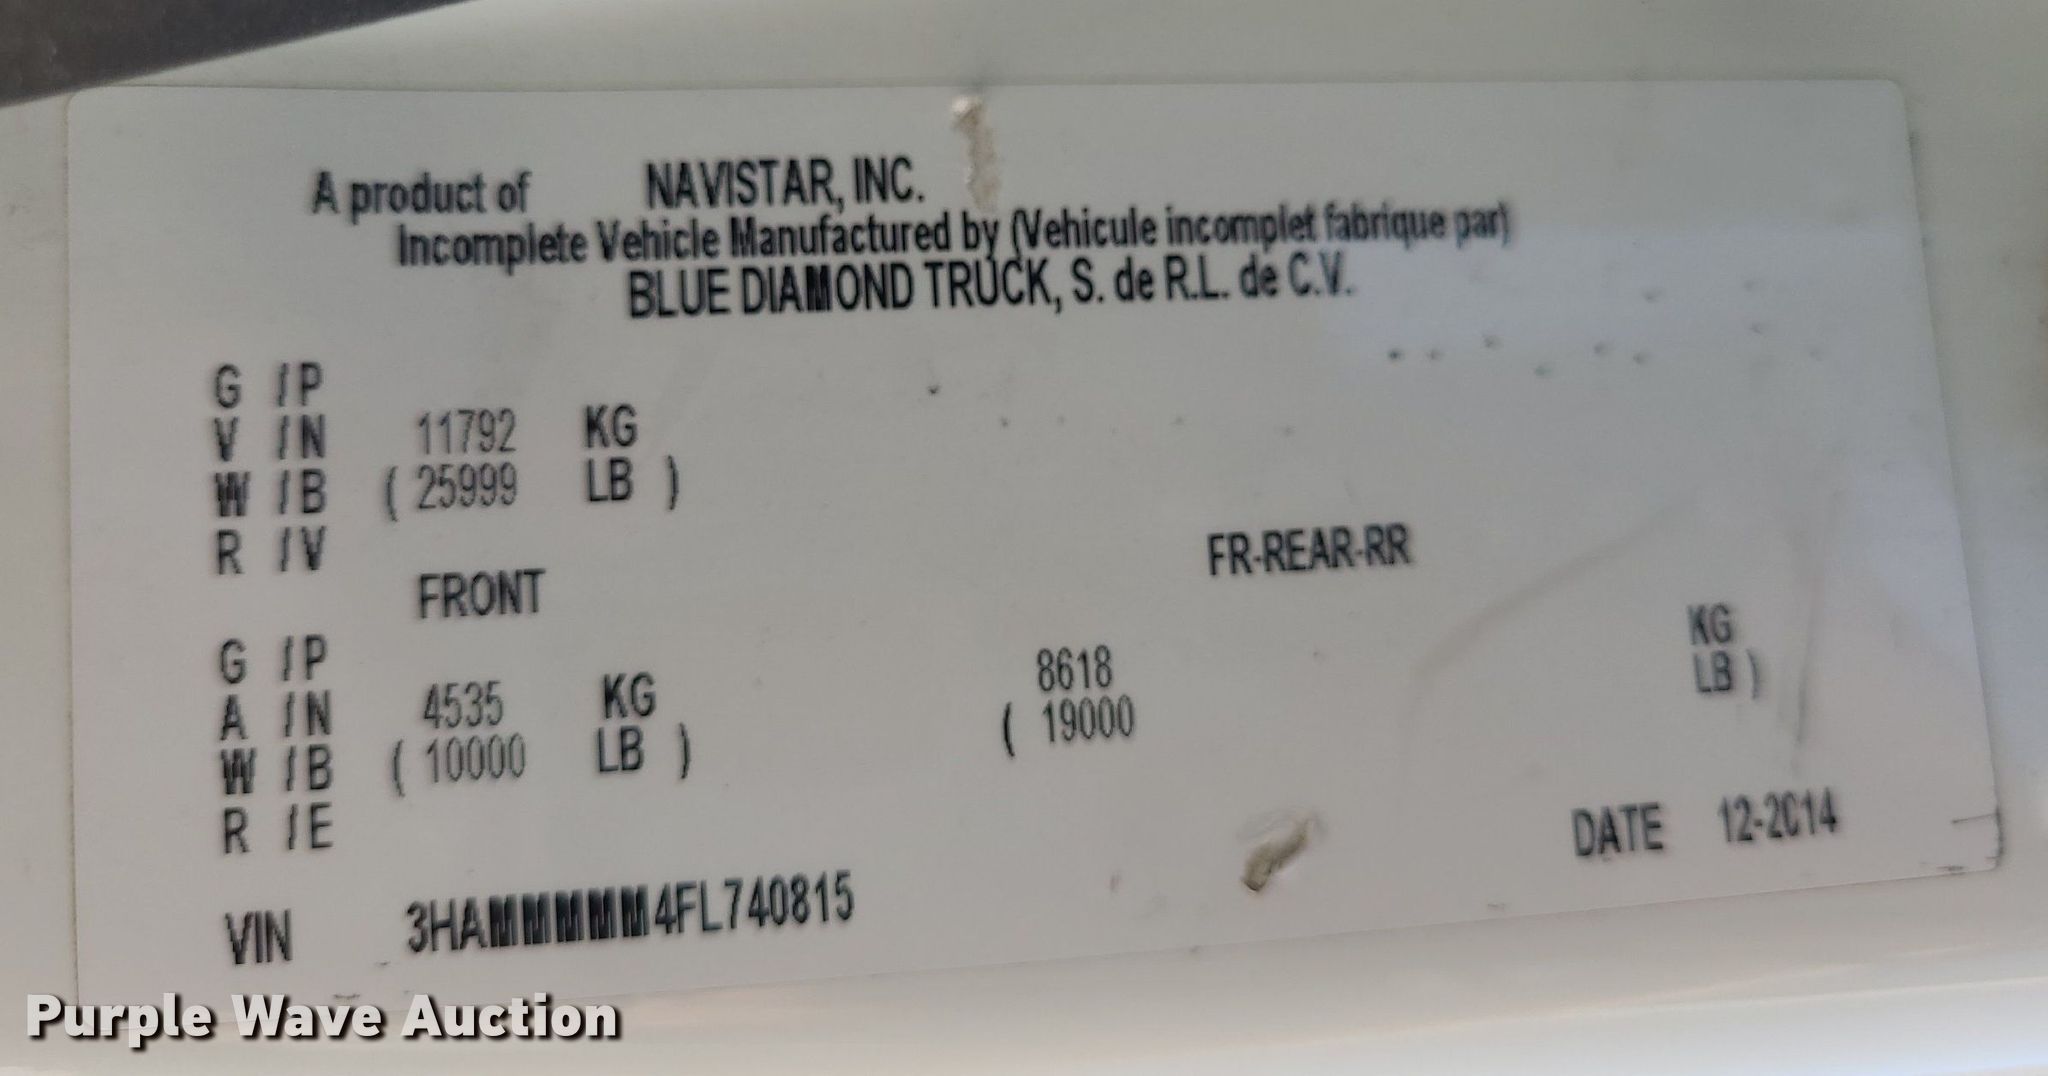 A product of NAVISTAR, INC.
Incomplete Vehicle Manufactured by (Vehicule incomplet fabrique par)
BLUE DIAMOND TRUCK, S. de R.L. de C.V.
G /P
V /N 11792 KG
W /B ( 25999 LB )
R /V
FRONT FR-REAR-RR
G /P
A /N 4535 KG 8618 KG
W /B ( 10000 LB ) ( 19000 LB )
R /E
DATE 12-2014
VIN 3HAMMMMM4FL740815
Purple Wave Auction